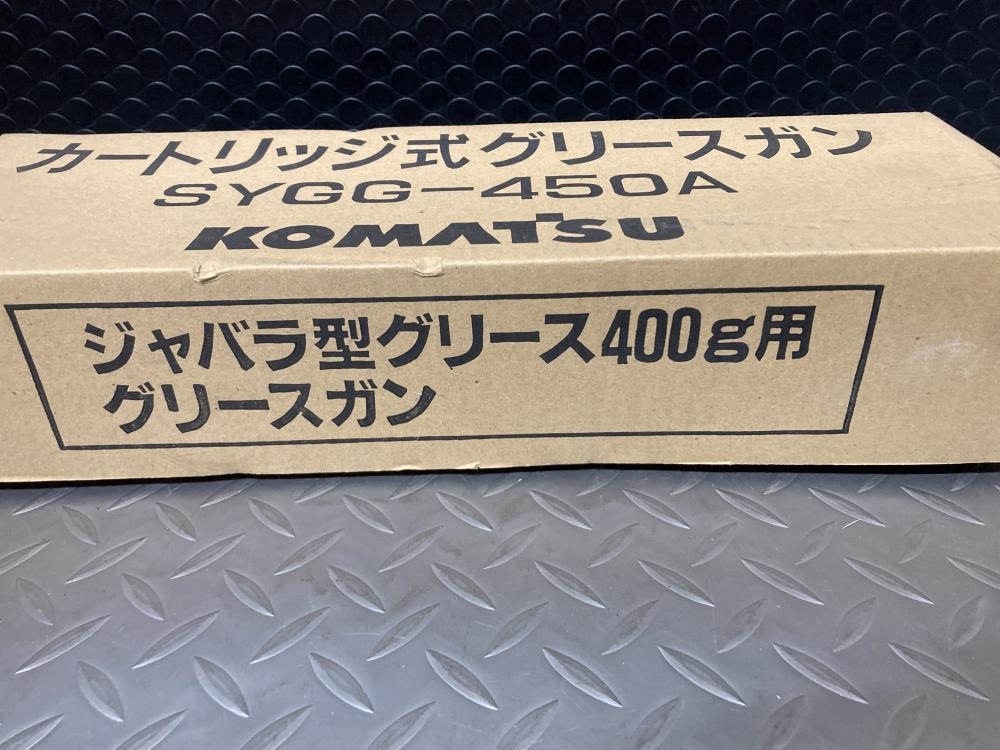 カートリッジ式グリースガン
SYGG-450A
KOMATSU
ジャバラ型グリース400g用
グリースガン